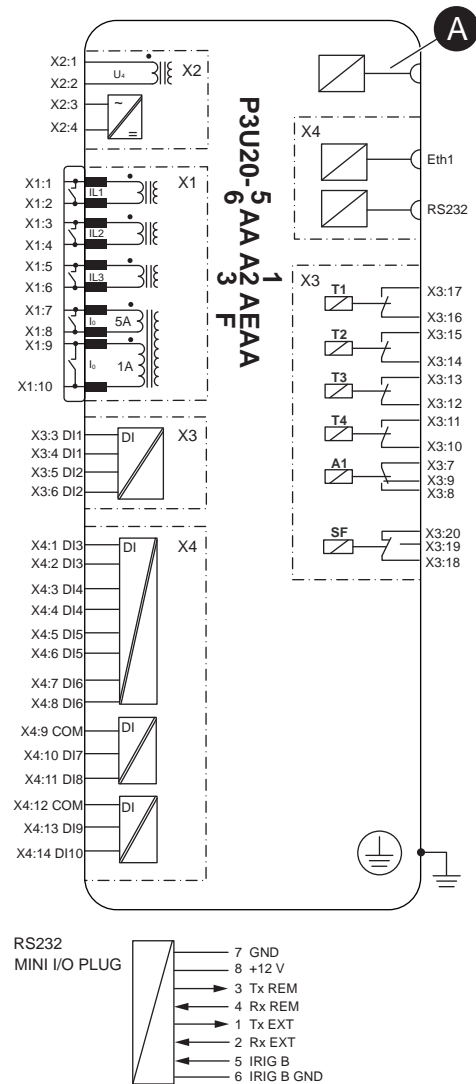 A
X2:1
X2:2
X2:3
X2:4
U4
X2
~
=
X1:1
X1:2
X1:3
X1:4
X1:5
X1:6
X1:7
X1:8
X1:9
X1:10
IL1
IL2
IL3
I0 5A
I0 1A
X1
P3U20- 5 AA A2 AEAA
6
1
3 F
X4
Eth1
RS232
X3
T1
X3:17
X3:16
T2
X3:15
X3:14
T3
X3:13
X3:12
T4
X3:11
X3:10
A1
X3:7
X3:9
X3:8
SF
X3:20
X3:19
X3:18
X3:3 DI1
X3:4 DI1
X3:5 DI2
X3:6 DI2
DI
X3
X4:1 DI3
X4:2 DI3
X4:3 DI4
X4:4 DI4
X4:5 DI5
X4:6 DI5
X4:7 DI6
X4:8 DI6
DI
X4
X4:9 COM
X4:10 DI7
X4:11 DI8
DI
X4:12 COM
X4:13 DI9
X4:14 DI10
DI
RS232
MINI I/O PLUG
7 GND
8 +12 V
3 Tx REM
4 Rx REM
1 Tx EXT
2 Rx EXT
5 IRIG B
6 IRIG B GND